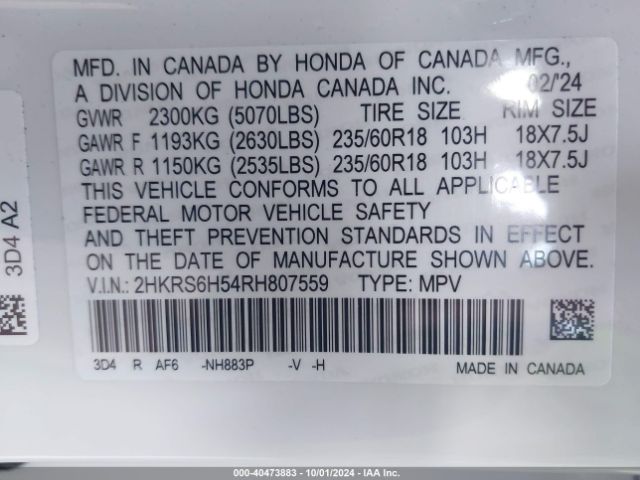 MFD. IN CANADA BY HONDA OF CANADA MFG.,
A DIVISION OF HONDA CANADA INC. 02/'24
GVWR 2300KG (5070LBS) TIRE SIZE RIM SIZE
GAWR F 1193KG (2630LBS) 235/60R18 103H 18X7.5J
GAWR R 1150KG (2535LBS) 235/60R18 103H 18X7.5J
THIS VEHICLE CONFORMS TO ALL APPLICABLE
FEDERAL MOTOR VEHICLE SAFETY
AND THEFT PREVENTION STANDARDS IN EFFECT
ON THE DATE OF MANUFACTURE SHOWN ABOVE.
V.I.N.: 2HKRS6H54RH807559 TYPE: MPV
3D4 R AF6 -NH883P -V -H
MADE IN CANADA
3D4 A2
000-40473883 - 10/01/2024 - IAA Inc.